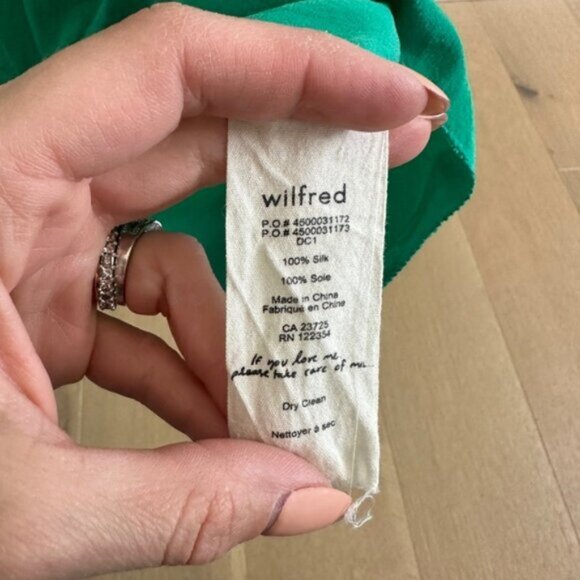 wilfred
P.O.# 4500031172
P.O.# 4500031173
DC1
100% Silk
100% Soie
Made in China
Fabriqué en Chine
CA 23725
RN 122354
If you love me
please take care of me...
Dry Clean
Nettoyer à sec